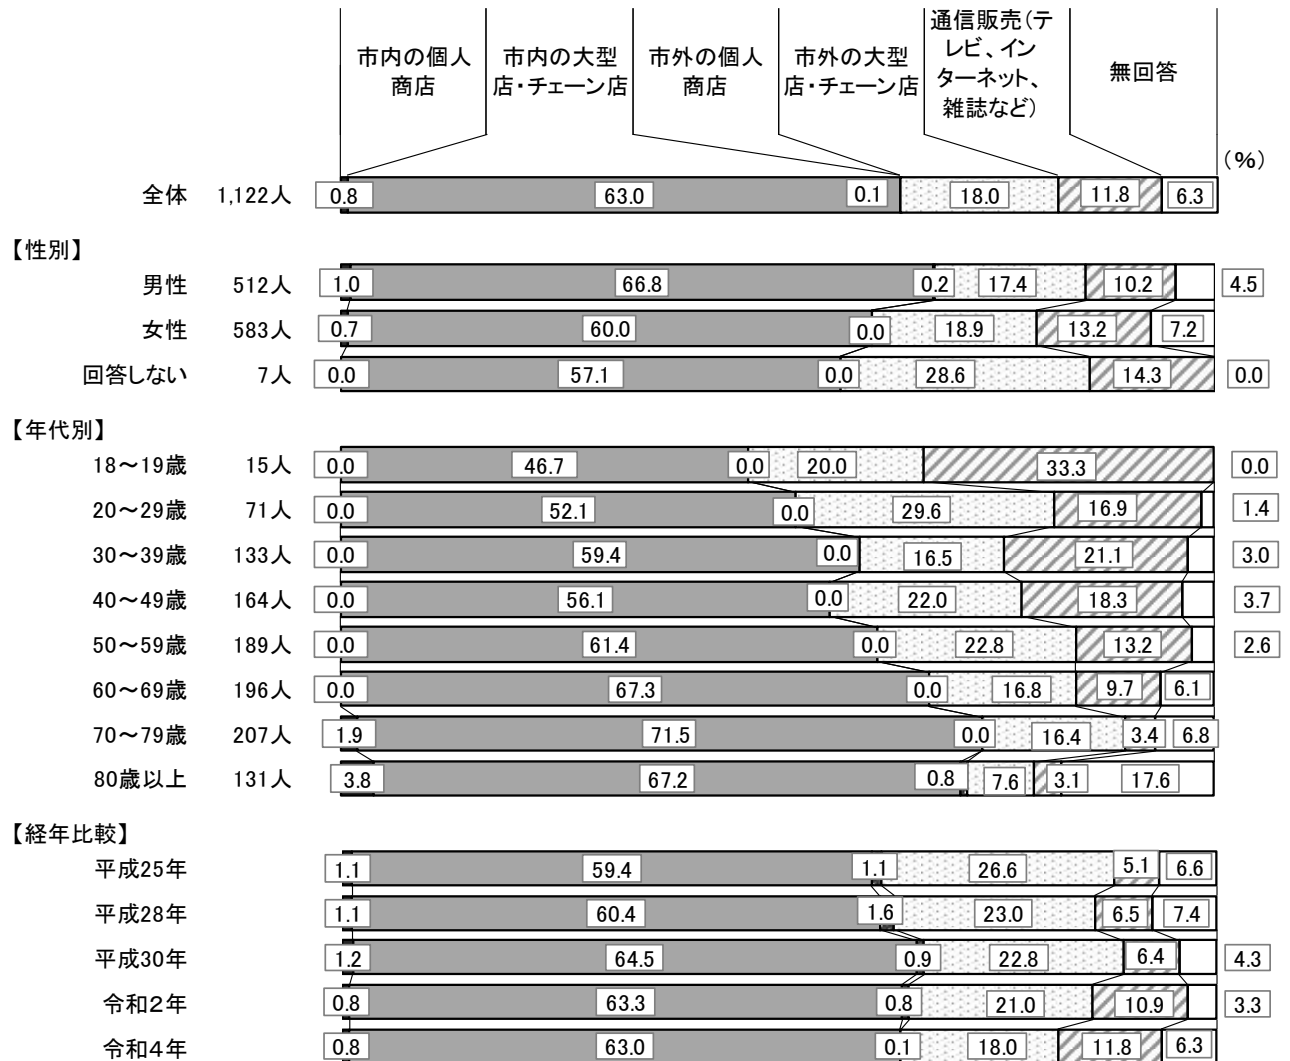 市内の個人
商店
市内の大型
店・チェーン店
市外の個人
商店
市外の大型
店・チェーン店
通信販売(テ
レビ、イン
ターネット、
雑誌など)
無回答
(%)
全体 1,122人 0.8 63.0 0.1 18.0 11.8 6.3
【性別】
男性 512人 1.0 66.8 0.2 17.4 10.2 4.5
女性 583人 0.7 60.0 0.0 18.9 13.2 7.2
回答しない 7人 0.0 57.1 0.0 28.6 14.3 0.0
【年代別】
18～19歳 15人 0.0 46.7 0.0 20.0 33.3 0.0
20～29歳 71人 0.0 52.1 0.0 29.6 16.9 1.4
30～39歳 133人 0.0 59.4 0.0 16.5 21.1 3.0
40～49歳 164人 0.0 56.1 0.0 22.0 18.3 3.7
50～59歳 189人 0.0 61.4 0.0 22.8 13.2 2.6
60～69歳 196人 0.0 67.3 0.0 16.8 9.7 6.1
70～79歳 207人 1.9 71.5 0.0 16.4 3.4 6.8
80歳以上 131人 3.8 67.2 0.8 7.6 3.1 17.6
【経年比較】
平成25年 1.1 59.4 1.1 26.6 5.1 6.6
平成28年 1.1 60.4 1.6 23.0 6.5 7.4
平成30年 1.2 64.5 0.9 22.8 6.4 4.3
令和2年 0.8 63.3 0.8 21.0 10.9 3.3
令和4年 0.8 63.0 0.1 18.0 11.8 6.3